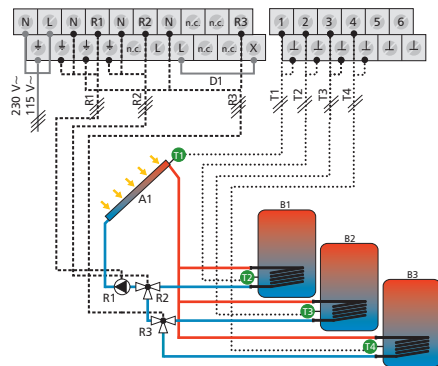 N L N R1 N R2 N n.c. n.c. R3 1 2 3 4 5 6
n.c. L L n.c. n.c. X
D1
230 V~
115 V~
R1
R2
R3
T1
T2
T3
T4
T1
A1
B1
B2
B3
T2
T3
T4
R1
R2
R3